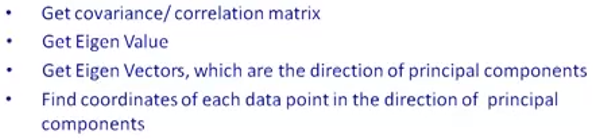 • Get covariance/ correlation matrix
• Get Eigen Value
• Get Eigen Vectors, which are the direction of principal components
• Find coordinates of each data point in the direction of principal
components